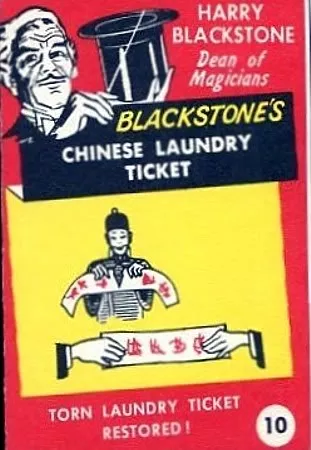 HARRY
BLACKSTONE
Dean of
Magicians
BLACKSTONE'S
CHINESE LAUNDRY
TICKET
TORN LAUNDRY TICKET
RESTORED!
10